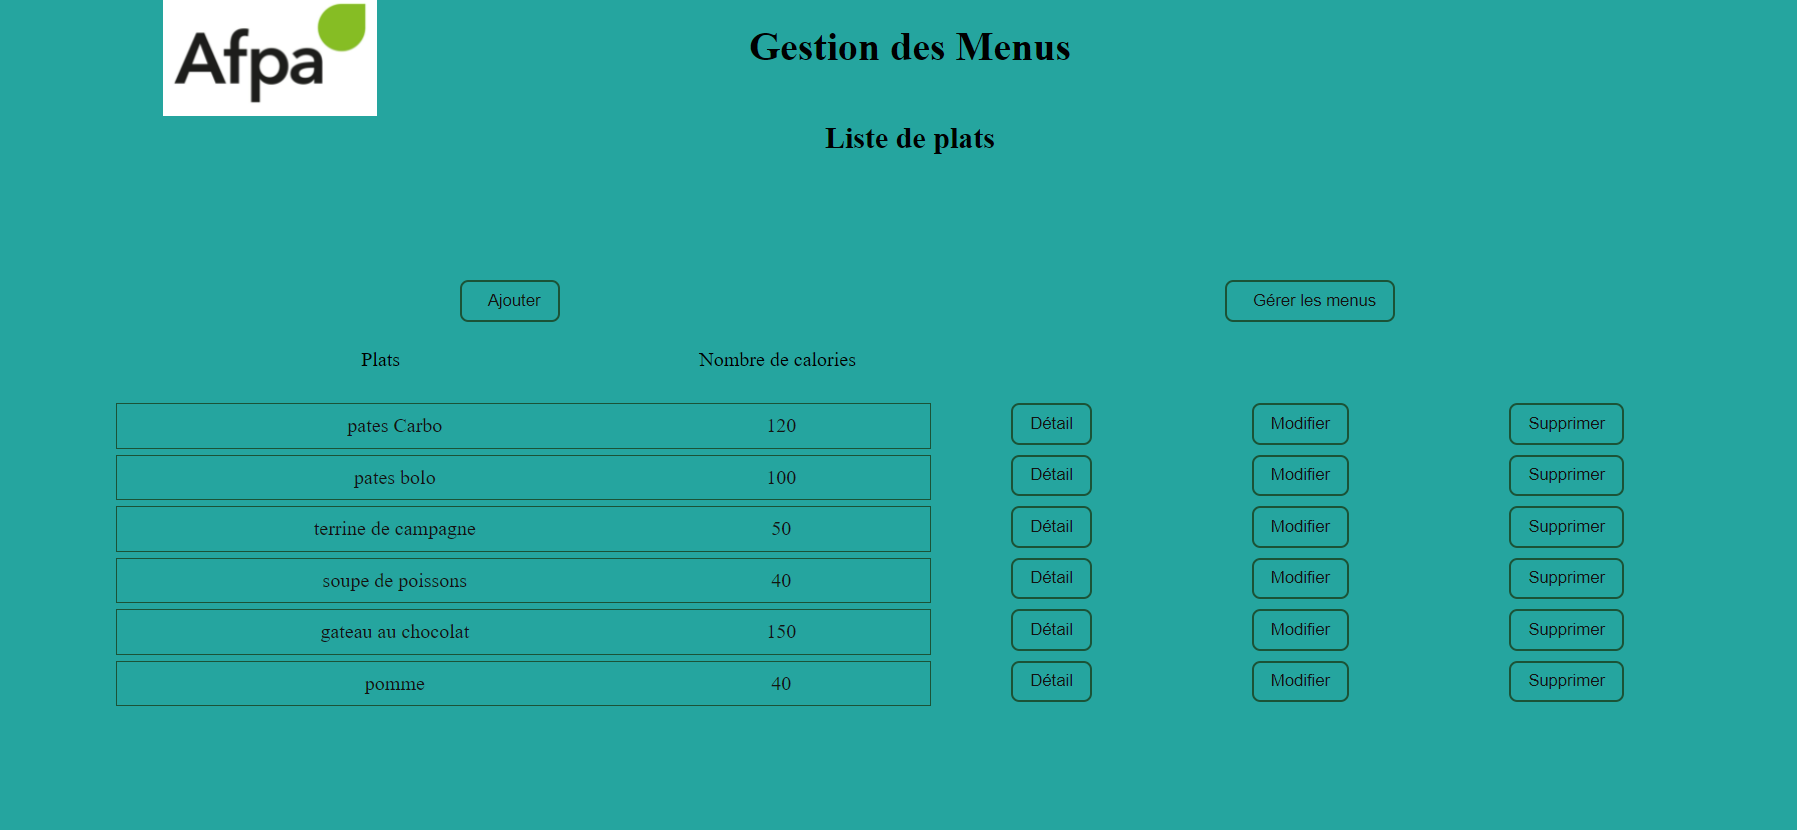 Afpa
Gestion des Menus
Liste de plats
Ajouter Gérer les menus
Plats Nombre de calories
pates Carbo 120 Détail Modifier Supprimer
pates bolo 100 Détail Modifier Supprimer
terrine de campagne 50 Détail Modifier Supprimer
soupe de poissons 40 Détail Modifier Supprimer
gateau au chocolat 150 Détail Modifier Supprimer
pomme 40 Détail Modifier Supprimer